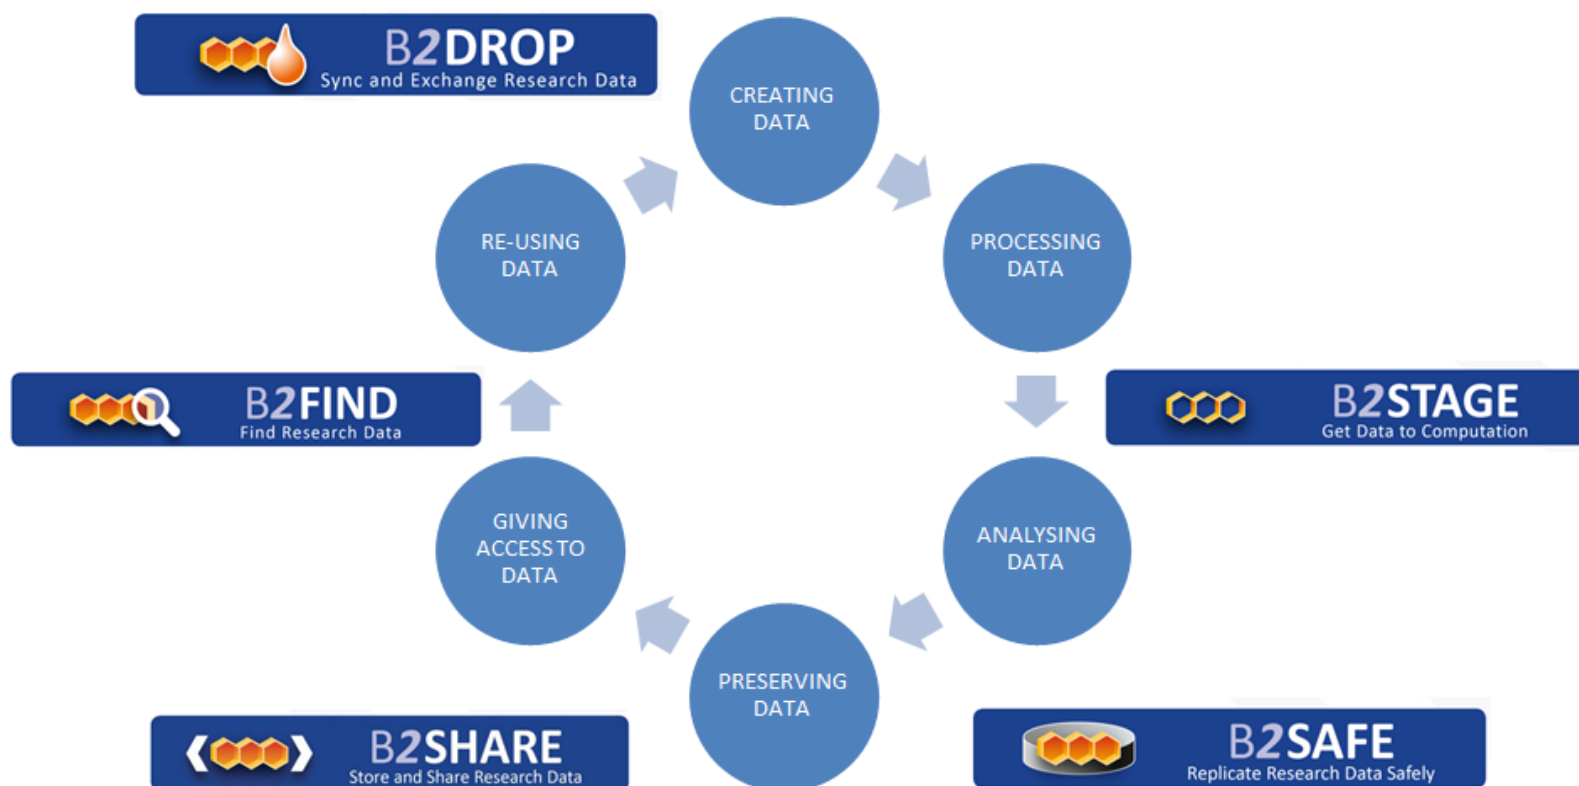 B2DROP
Sync and Exchange Research Data
CREATING
DATA
RE-USING
DATA
PROCESSING
DATA
B2FIND
Find Research Data
B2STAGE
Get Data to Computation
GIVING
ACCESS TO
DATA
ANALYSING
DATA
PRESERVING
DATA
B2SHARE
Store and Share Research Data
B2SAFE
Replicate Research Data Safely